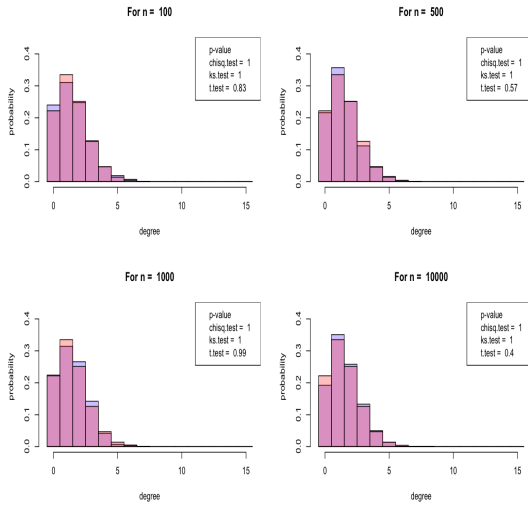 For n =  100
p-value
chisq.test =  1
ks.test =  1
t.test =  0.83
probability
0.0 0.1 0.2 0.3 0.4
0 5 10 15
degree
For n =  500
p-value
chisq.test =  1
ks.test =  1
t.test =  0.57
probability
0.0 0.1 0.2 0.3 0.4
0 5 10 15
degree
For n =  1000
p-value
chisq.test =  1
ks.test =  1
t.test =  0.99
probability
0.0 0.1 0.2 0.3 0.4
0 5 10 15
degree
For n =  10000
p-value
chisq.test =  1
ks.test =  1
t.test =  0.4
probability
0.0 0.1 0.2 0.3 0.4
0 5 10 15
degree